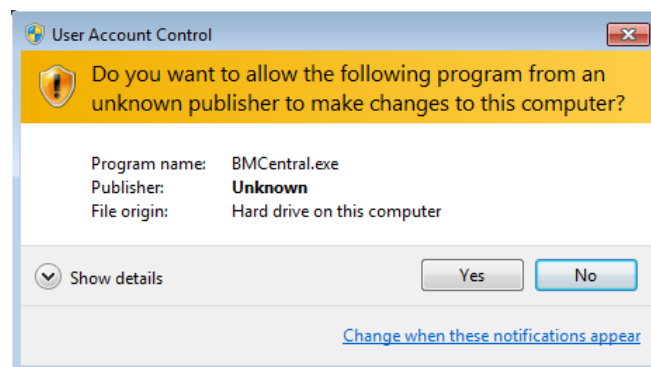 User Account Control
Do you want to allow the following program from an
unknown publisher to make changes to this computer?
Program name: BMCentral.exe
Publisher: Unknown
File origin: Hard drive on this computer
Show details Yes No
Change when these notifications appear